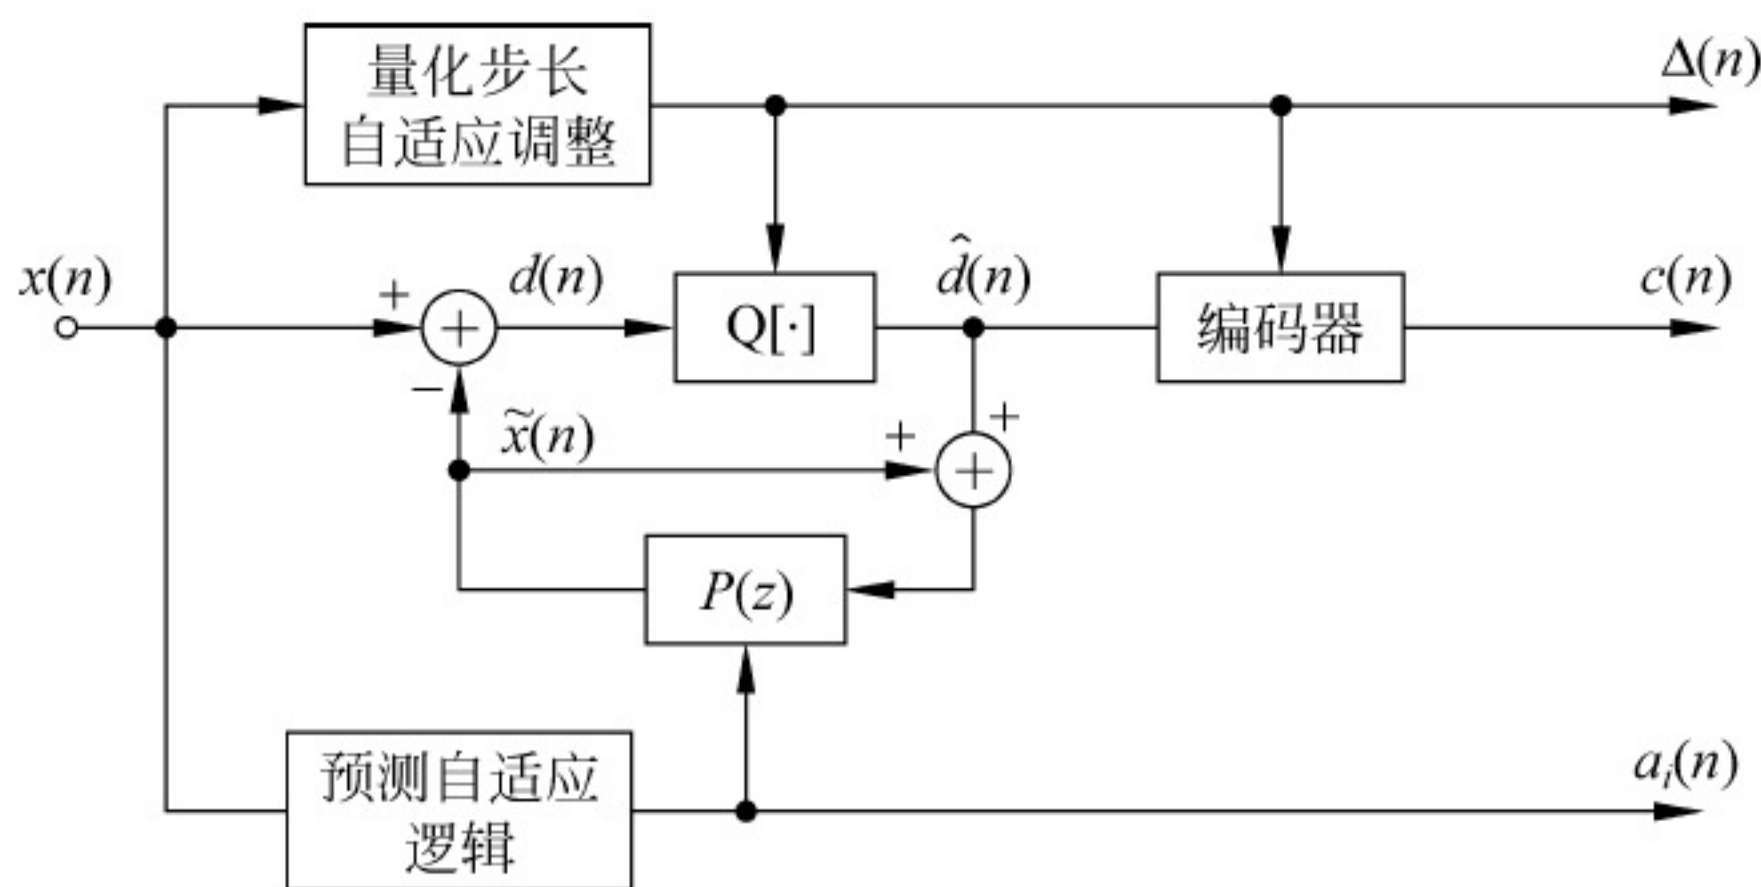 量化步长
自适应调整
Δ(n)
x(n)
+
−
+
d(n)
Q[·]
d̂(n)
编码器
c(n)
x̃(n)
+
+
+
P(z)
预测自适应
逻辑
aᵢ(n)